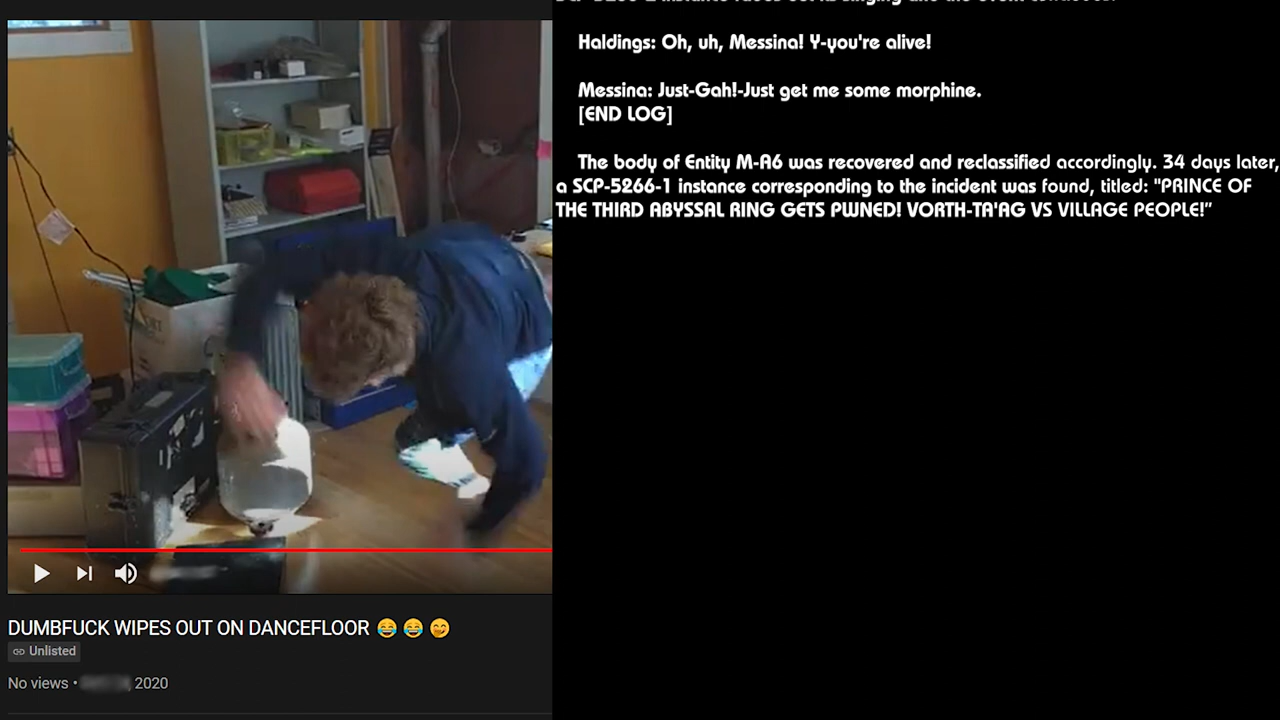 Haldings: Oh, uh, Messina! Y-you're alive!
Messina: Just-Gah!-Just get me some morphine.
[END LOG]
The body of Entity M-A6 was recovered and reclassified accordingly. 34 days later,
a SCP-5266-1 instance corresponding to the incident was found, titled: "PRINCE OF
THE THIRD ABYSSAL RING GETS PWNED! VORTH-TA'AG VS VILLAGE PEOPLE!"
DUMBFUCK WIPES OUT ON DANCEFLOOR 😂 😂 🤭
Unlisted
No views • 2020